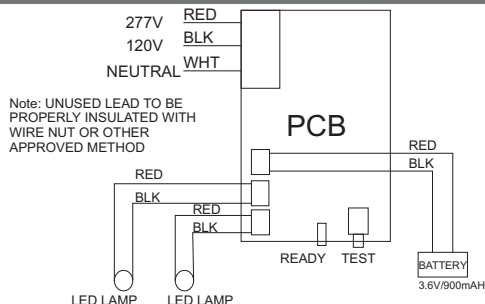 277V RED
120V BLK
NEUTRAL WHT
Note: UNUSED LEAD TO BE
PROPERLY INSULATED WITH
WIRE NUT OR OTHER
APPROVED METHOD
PCB
RED
BLK
RED
BLK
RED
BLK
READY TEST
BATTERY
3.6V/900mAH
LED LAMP LED LAMP